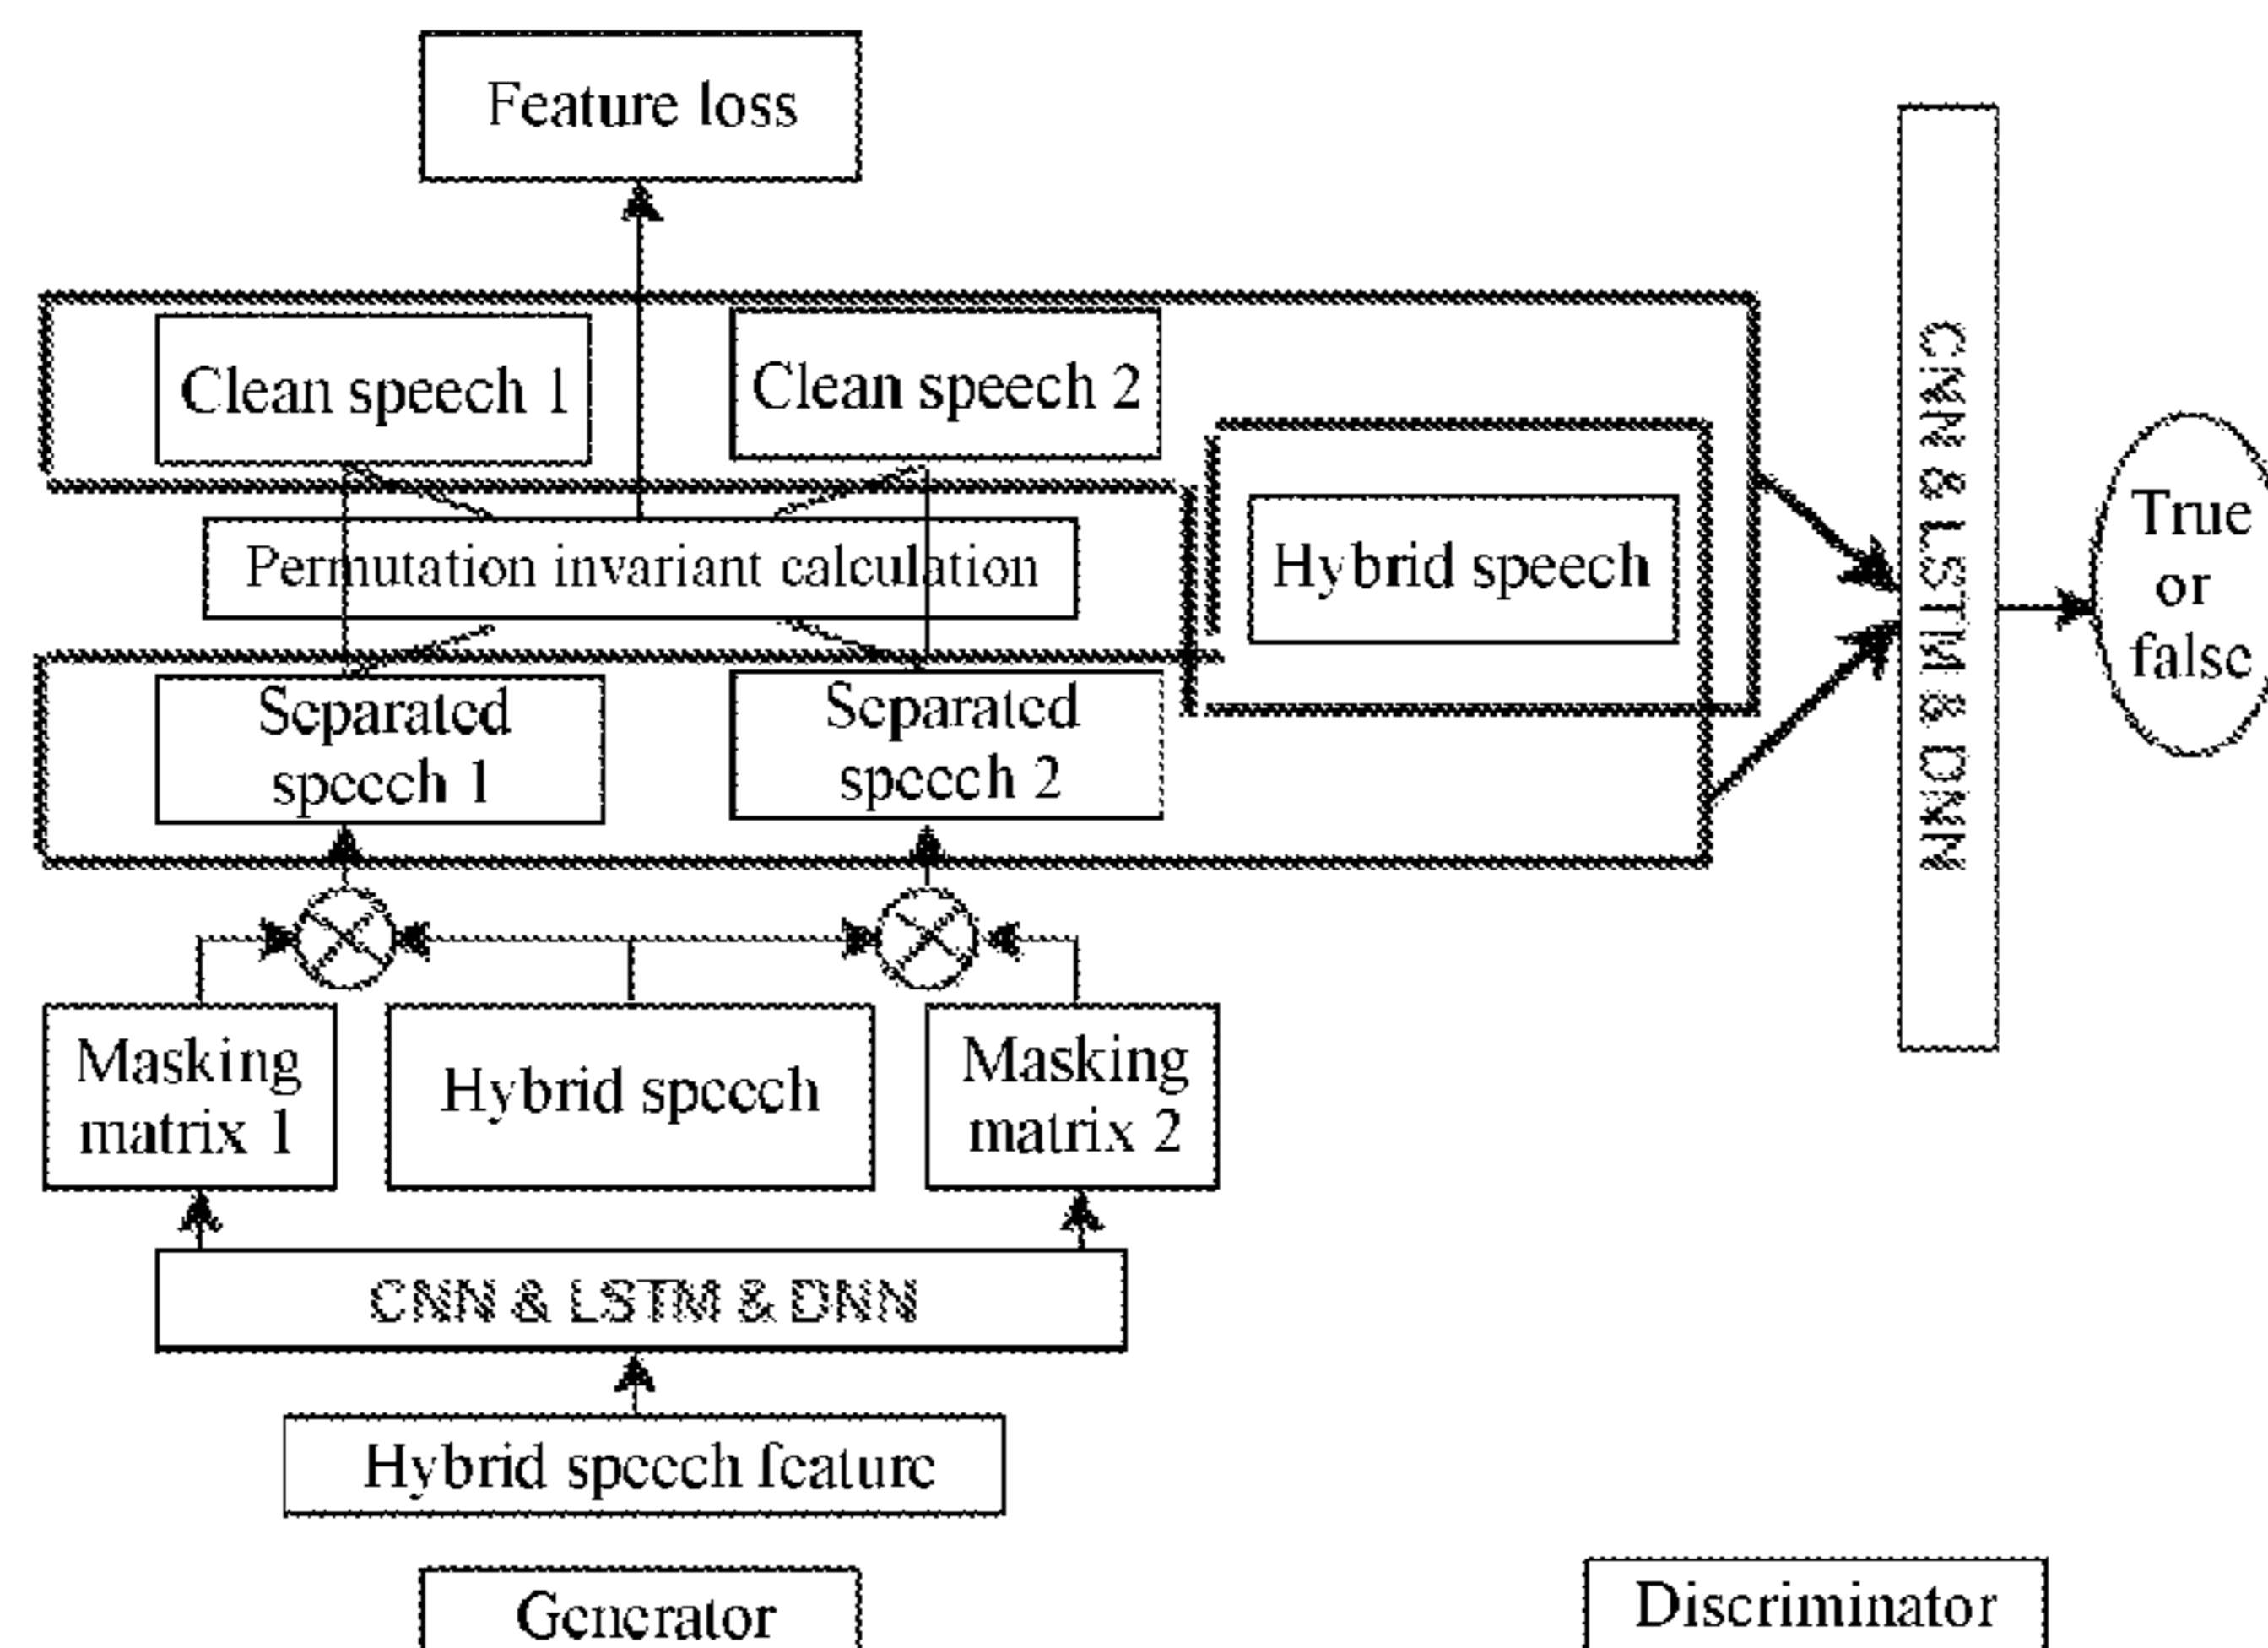 Feature loss
Clean speech 1
Clean speech 2
Permutation invariant calculation
Hybrid speech
Separated
speech 1
Separated
speech 2
CNN & LSTM & DNN
True
or
false
Masking
matrix 1
Hybrid speech
Masking
matrix 2
CNN & LSTM & DNN
Hybrid speech feature
Generator
Discriminator